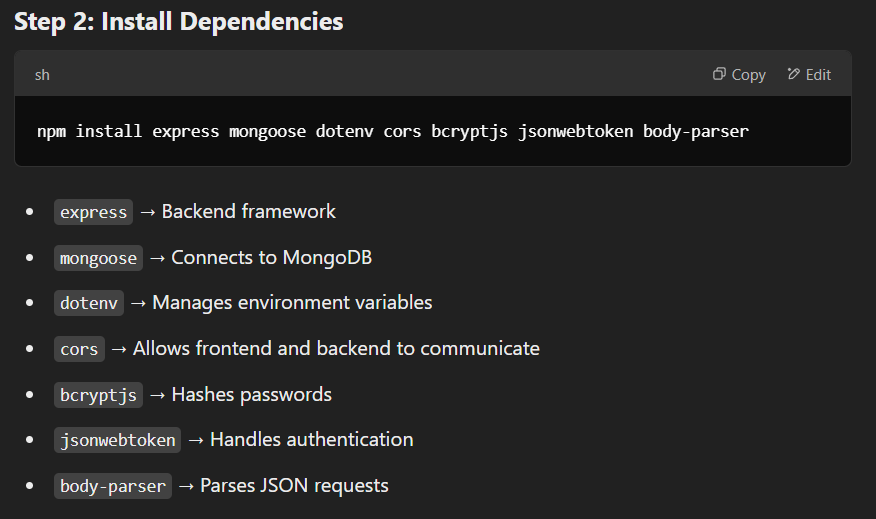 Step 2: Install Dependencies
sh
Copy
Edit
npm install express mongoose dotenv cors bcryptjs jsonwebtoken body-parser
• express → Backend framework
• mongoose → Connects to MongoDB
• dotenv → Manages environment variables
• cors → Allows frontend and backend to communicate
• bcryptjs → Hashes passwords
• jsonwebtoken → Handles authentication
• body-parser → Parses JSON requests